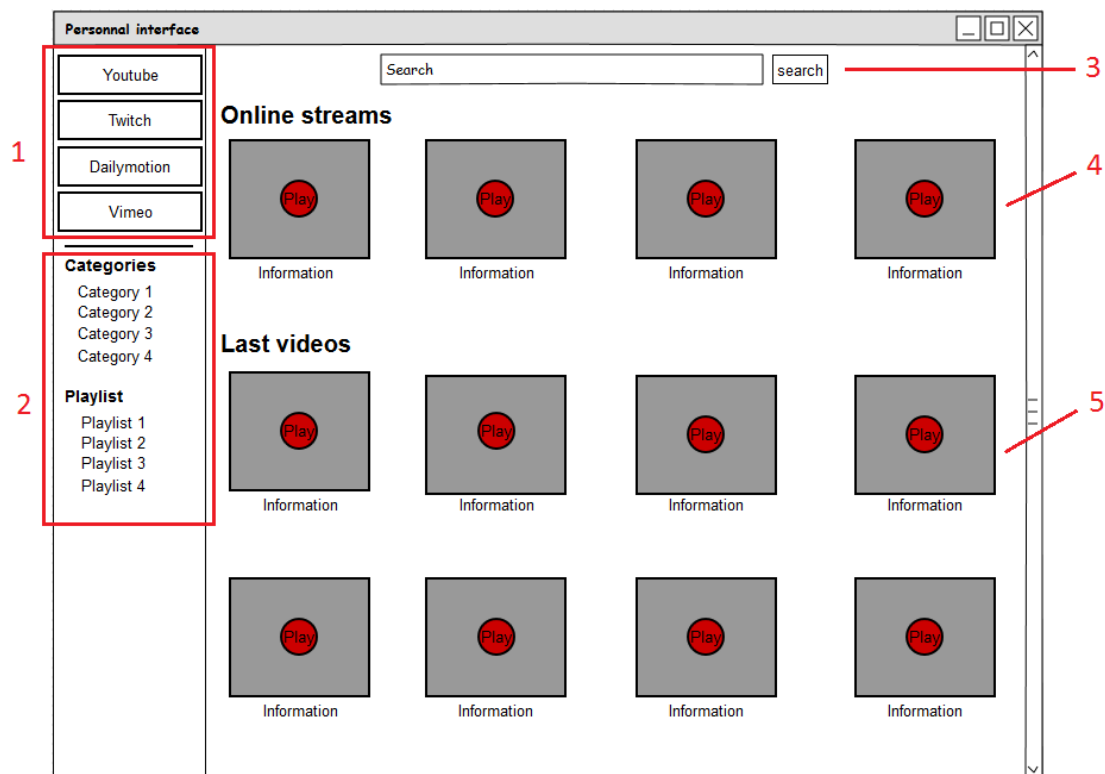 Personnal interface
1
Youtube
Twitch
Dailymotion
Vimeo
2
Categories
Category 1
Category 2
Category 3
Category 4
Playlist
Playlist 1
Playlist 2
Playlist 3
Playlist 4
Search search 3
Online streams
Play Play Play Play 4
Information Information Information Information
Last videos
Play Play Play Play 5
Information Information Information Information
Play Play Play Play
Information Information Information Information